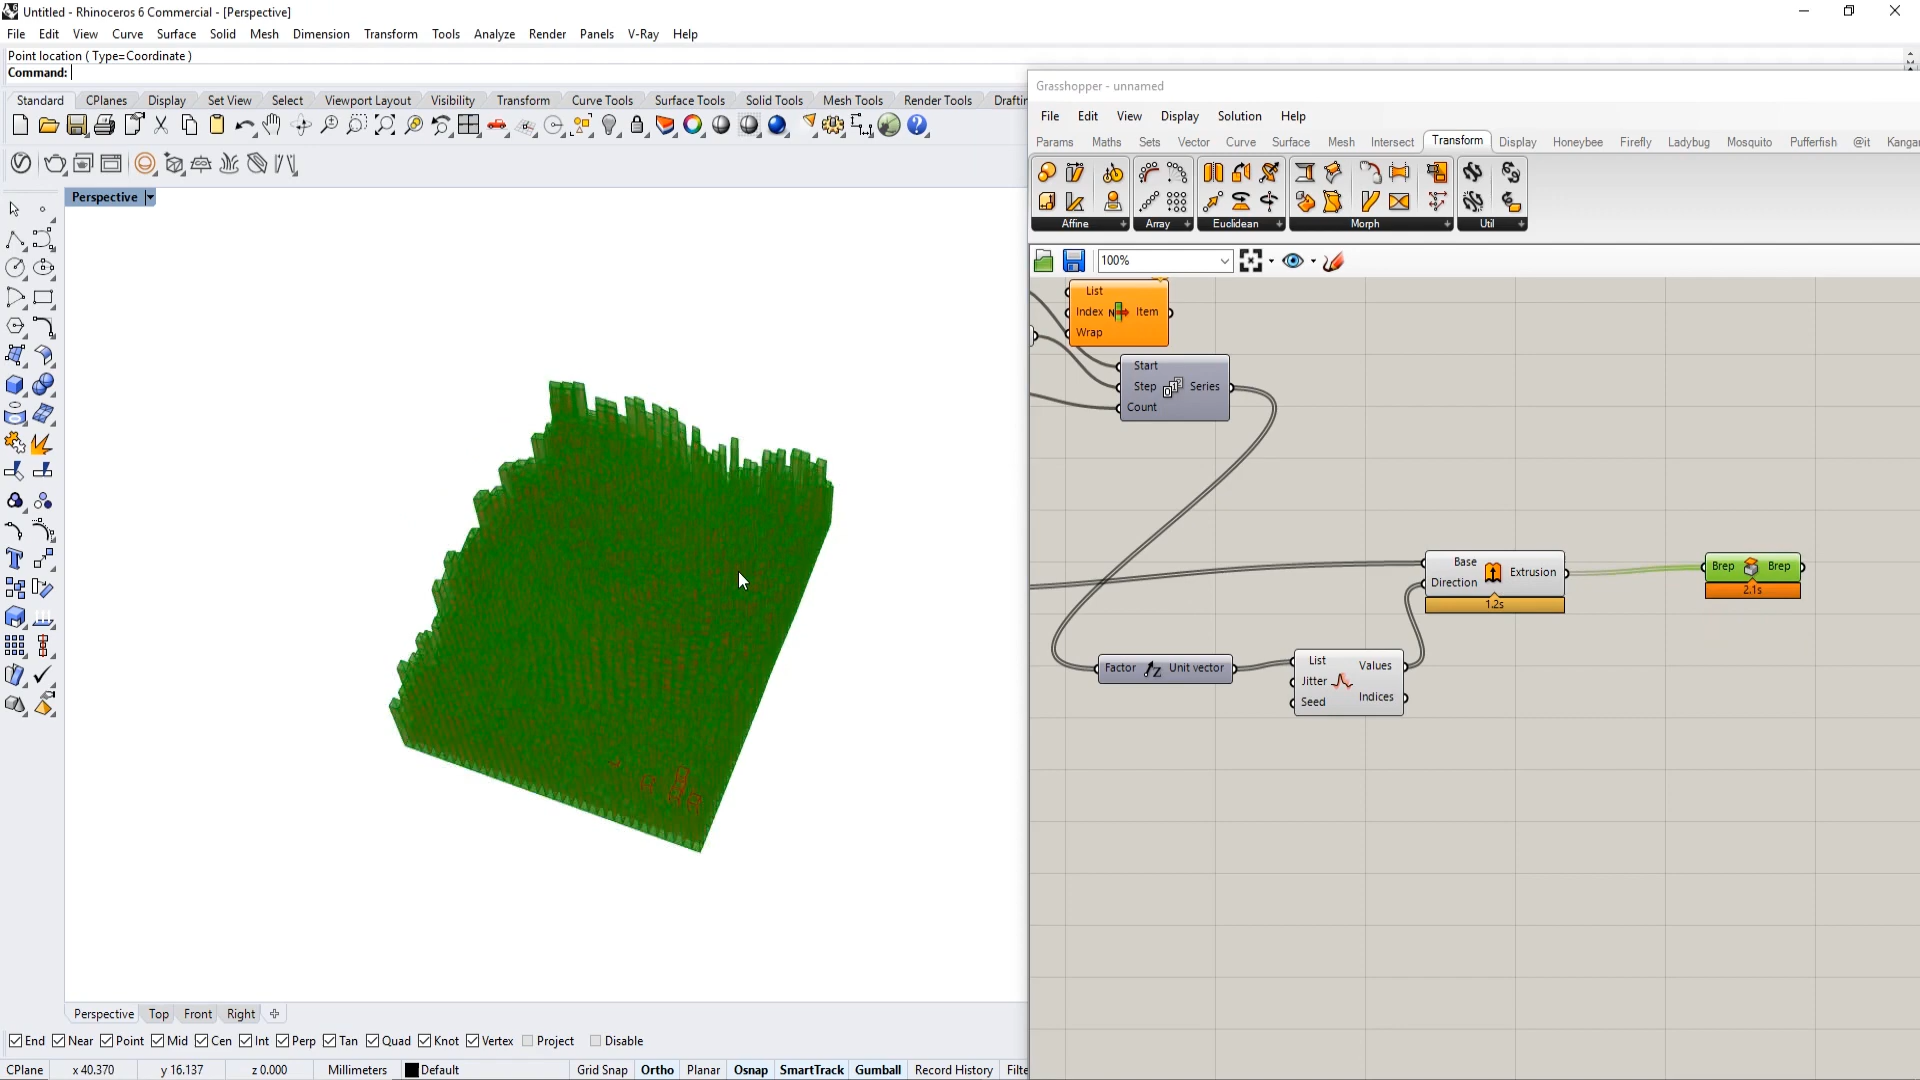 Untitled - Rhinoceros 6 Commercial - [Perspective]
File Edit View Curve Surface Solid Mesh Dimension Transform Tools Analyze Render Panels V-Ray Help
Point location ( Type=Coordinate )
Command:
Standard CPlanes Display Set View Select Viewport Layout Visibility Transform Curve Tools Surface Tools Solid Tools Mesh Tools Render Tools Draftin
Perspective
Grasshopper - unnamed
File Edit View Display Solution Help
Params Maths Sets Vector Curve Surface Mesh Intersect Transform Display Honeybee Firefly Ladybug Mosquito Pufferfish @it Kangar
Affine Array Euclidean Morph Util
100%
List
Index Item
Wrap
Start
Step Series
Count
Base
Direction Extrusion
1.2s
Brep Brep
2.1s
Factor Unit vector
List Values
Jitter
Seed Indices
Perspective Top Front Right
End Near Point Mid Cen Int Perp Tan Quad Knot Vertex Project Disable
CPlane x 40.370 y 16.137 z 0.000 Millimeters Default Grid Snap Ortho Planar Osnap SmartTrack Gumball Record History Filte